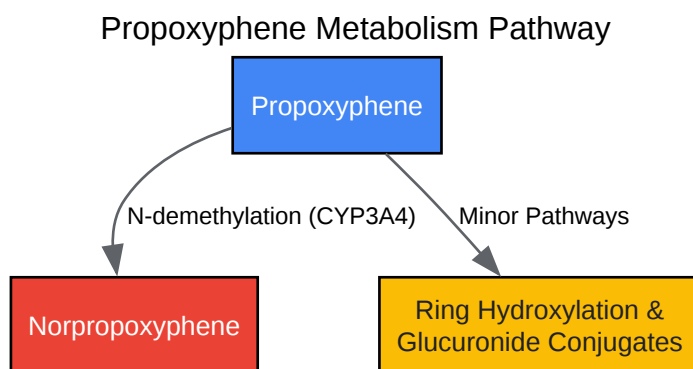 Propoxyphene Metabolism Pathway
Propoxyphene
N-demethylation (CYP3A4)
Minor Pathways
Norpropoxyphene
Ring Hydroxylation &
Glucuronide Conjugates